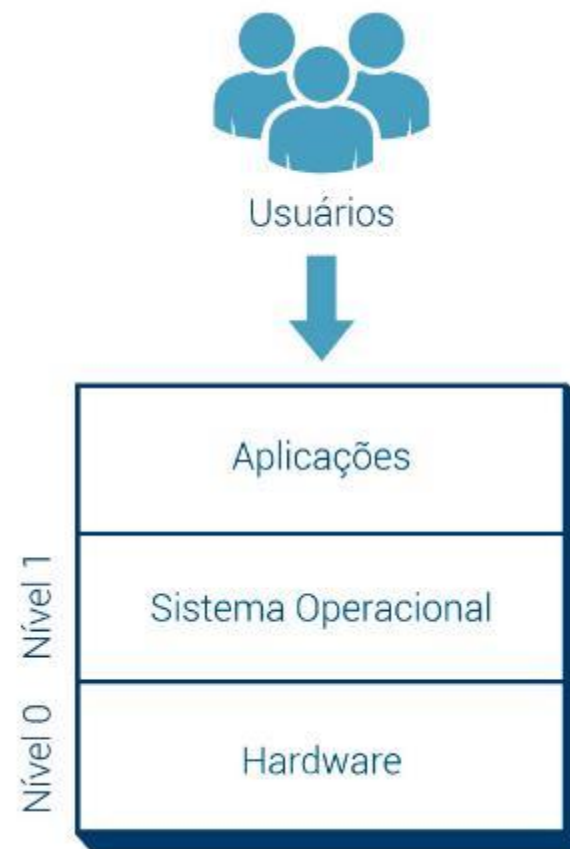 Usuários
Aplicações
Nível 1
Sistema Operacional
Nível 0
Hardware